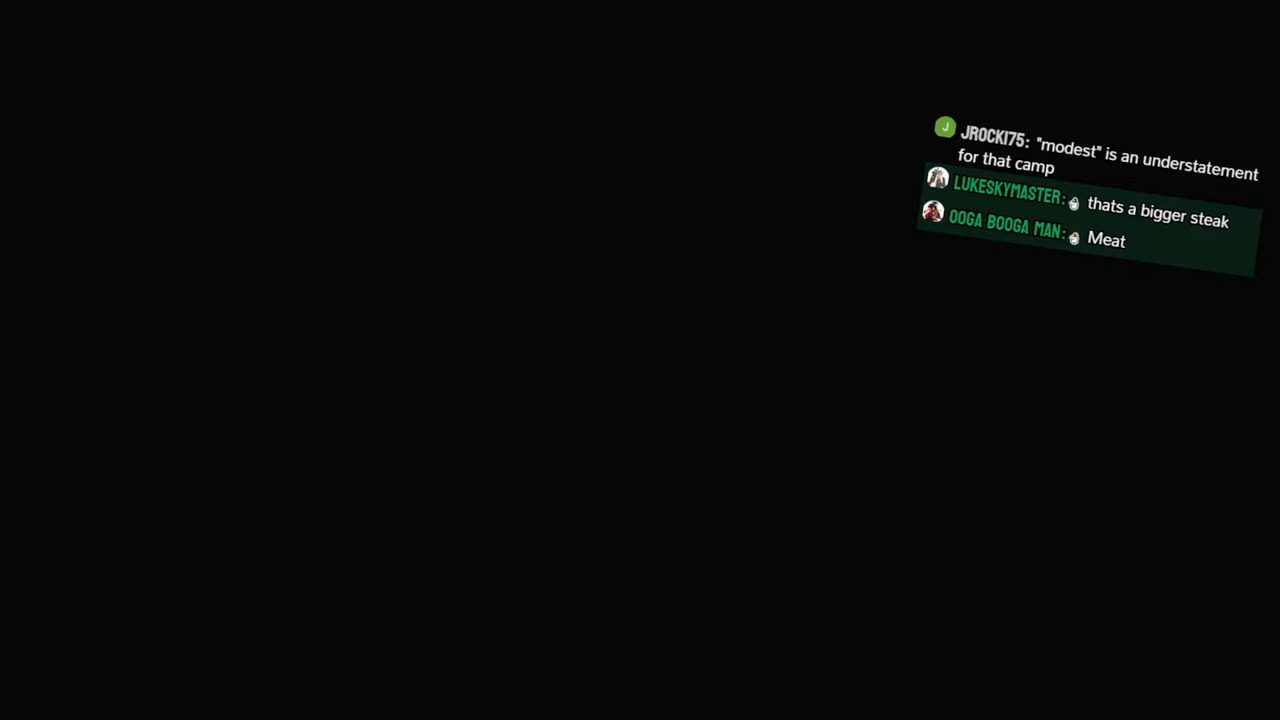 J JROCKI75: "modest" is an understatement
for that camp
LUKESKYMASTER: thats a bigger steak
OOGA BOOGA MAN: Meat